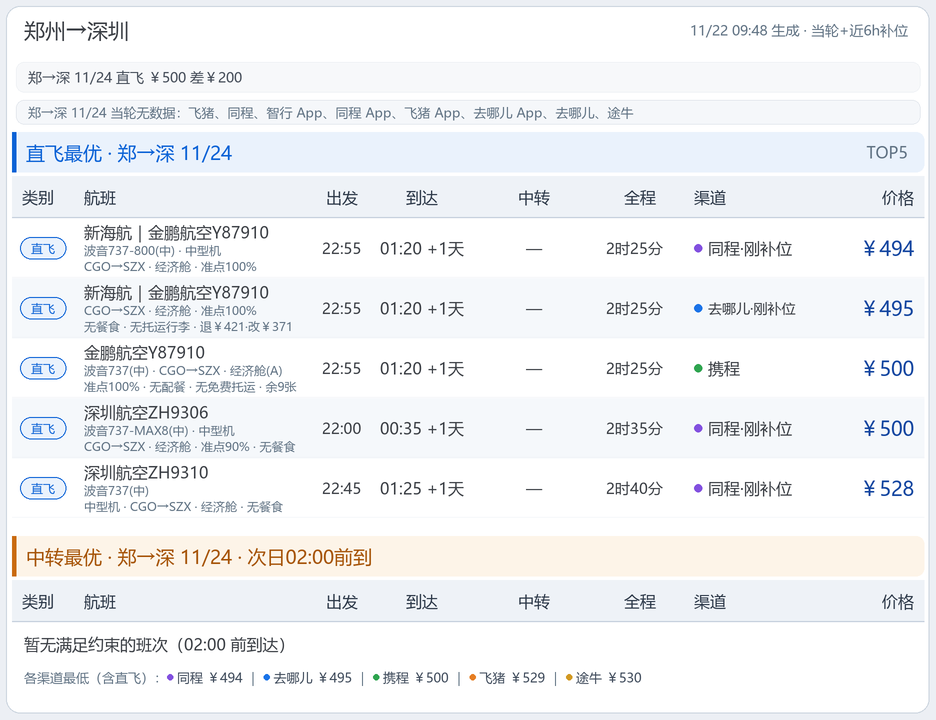 郑州→深圳
11/22 09:48 生成 · 当轮+近6h补位
郑→深 11/24 直飞 ¥500 差¥200
郑→深 11/24 当轮无数据：飞猪、同程、智行 App、同程 App、飞猪 App、去哪儿 App、去哪儿、途牛
直飞最优 · 郑→深 11/24 TOP5
类别 航班 出发 到达 中转 全程 渠道 价格
新海航｜金鹏航空Y87910
直飞 波音737-800(中) · 中型机 22:55 01:20 +1天 — 2时25分 同程·刚补位 ¥494
CGO→SZX · 经济舱 · 准点100%
新海航｜金鹏航空Y87910
直飞 CGO→SZX · 经济舱 · 准点100% 22:55 01:20 +1天 — 2时25分 去哪儿·刚补位 ¥495
无餐食 · 无托运行李 · 退¥421·改¥371
金鹏航空Y87910
直飞 波音737(中) · CGO→SZX · 经济舱(A) 22:55 01:20 +1天 — 2时25分 携程 ¥500
准点100% · 无配餐 · 无免费托运 · 余9张
深圳航空ZH9306
直飞 波音737-MAX8(中) · 中型机 22:00 00:35 +1天 — 2时35分 同程·刚补位 ¥500
CGO→SZX · 经济舱 · 准点90% · 无餐食
深圳航空ZH9310
直飞 波音737(中) 22:45 01:25 +1天 — 2时40分 同程·刚补位 ¥528
中型机 · CGO→SZX · 经济舱 · 无餐食
中转最优 · 郑→深 11/24 · 次日02:00前到
类别 航班 出发 到达 中转 全程 渠道 价格
暂无满足约束的班次（02:00 前到达）
各渠道最低（含直飞）: 同程 ¥494 | 去哪儿 ¥495 | 携程 ¥500 | 飞猪 ¥529 | 途牛 ¥530